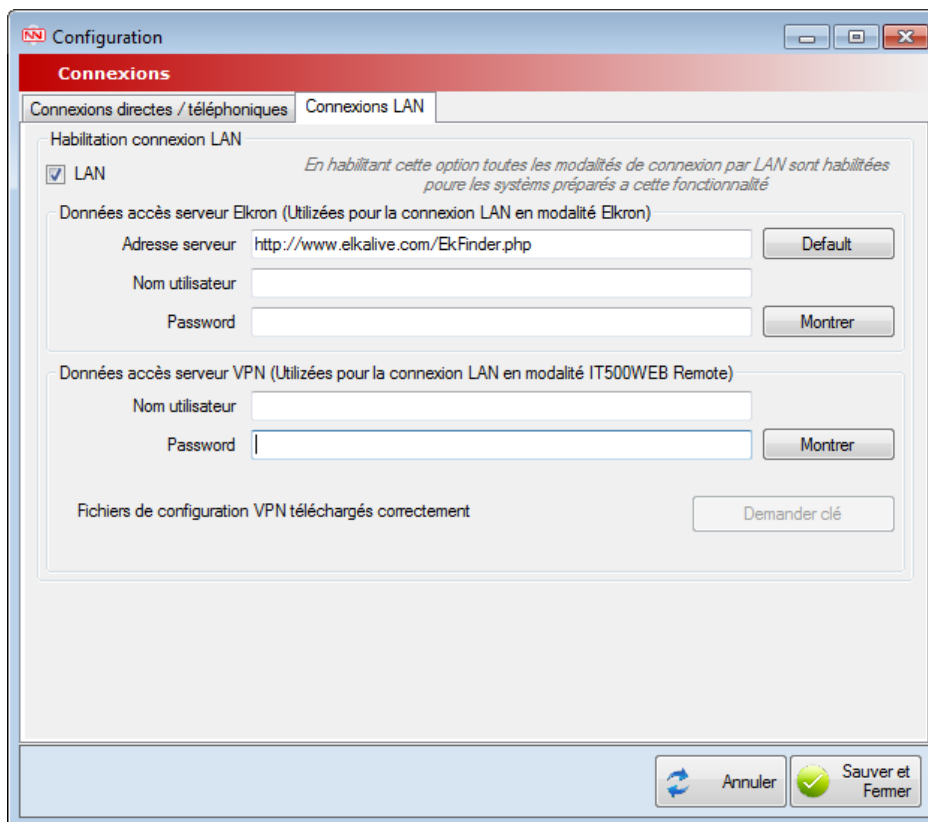 NN Configuration
Connexions
Connexions directes / téléphoniques Connexions LAN
Habilitation connexion LAN
LAN
En habilitant cette option toutes les modalités de connexion par LAN sont habilitées
poure les systèms préparés a cette fonctionnalité
Données accès serveur Elkron (Utilizées pour la connexion LAN en modalité Elkron)
Adresse serveur http://www.elkalive.com/EkFinder.php Default
Nom utilisateur
Password Montrer
Données accès serveur VPN (Utilizées pour la connexion LAN en modalité IT500WEB Remote)
Nom utilisateur
Password Montrer
Fichiers de configuration VPN téléchargés correctement Demander clé
Annuler
Sauver et
Fermer